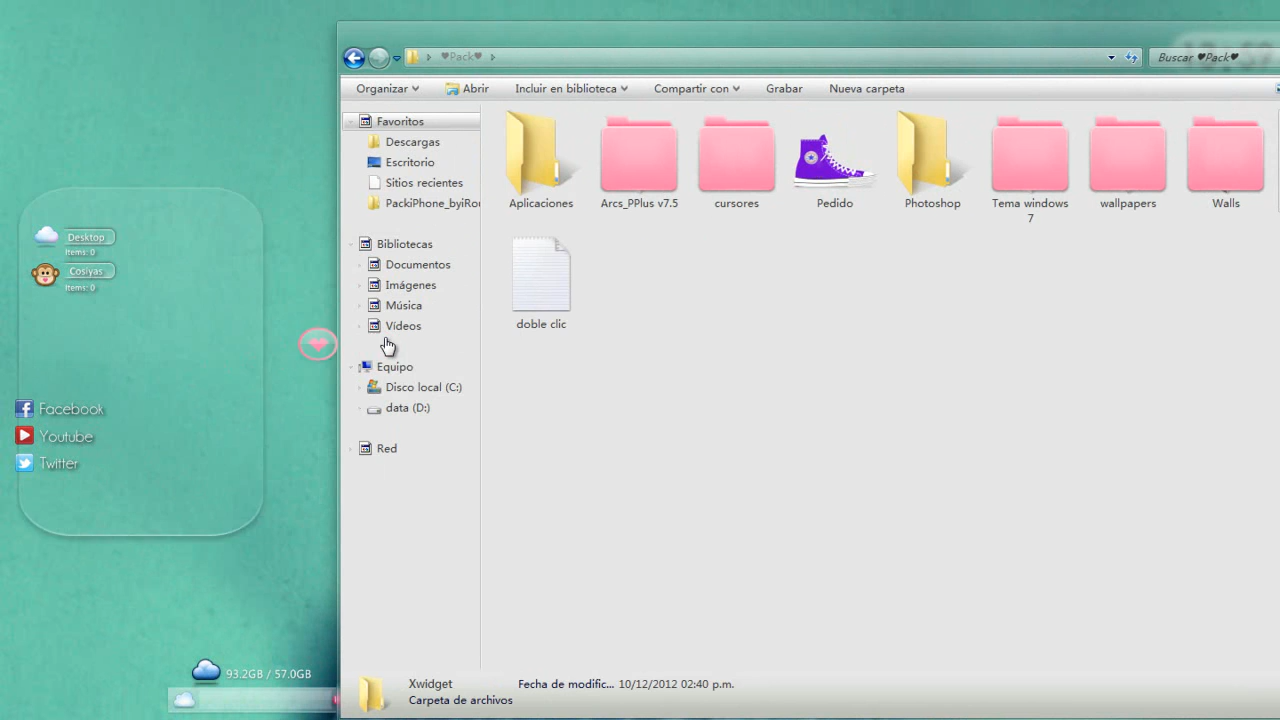 ♥Pack♥
Buscar ♥Pack♥
Organizar
Abrir
Incluir en biblioteca
Compartir con
Grabar
Nueva carpeta
Favoritos
Descargas
Escritorio
Sitios recientes
PackiPhone_byiRo
Bibliotecas
Documentos
Imágenes
Música
Vídeos
Equipo
Disco local (C:)
data (D:)
Red
Aplicaciones
Arcs_PPlus v7.5
cursores
Pedido
Photoshop
Tema windows
7
wallpapers
Walls
doble clic
Desktop
Items: 0
Cosiyas
Items: 0
Facebook
Youtube
Twitter
93.2GB / 57.0GB
Xwidget
Fecha de modific... 10/12/2012 02:40 p.m.
Carpeta de archivos